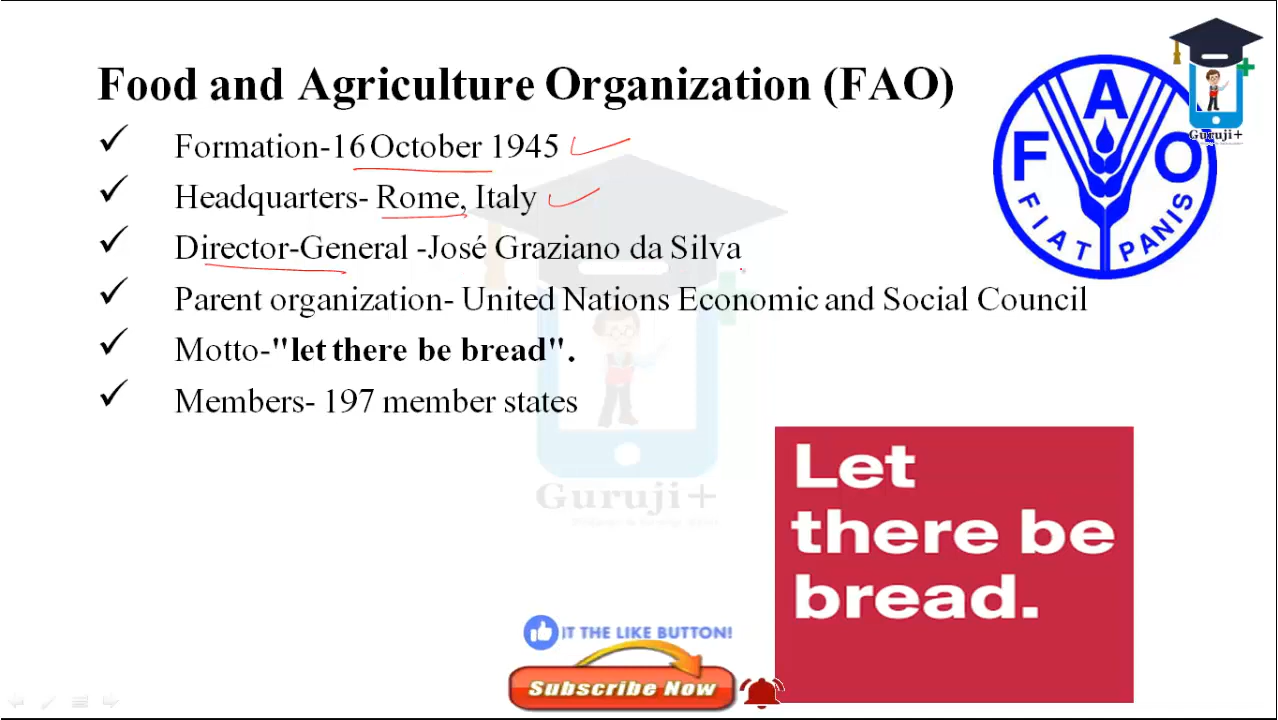 Food and Agriculture Organization (FAO)
✓ Formation-16 October 1945
✓ Headquarters- Rome, Italy
✓ Director-General -José Graziano da Silva
✓ Parent organization- United Nations Economic and Social Council
✓ Motto-"let there be bread".
✓ Members- 197 member states
F A O
FIAT PANIS
Guruji+
Guruji+
Let
there be
bread.
IT THE LIKE BUTTON!
Subscribe Now